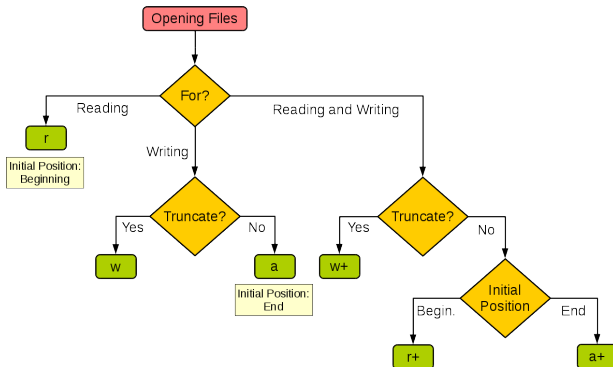 Opening Files
For?
Reading
Reading and Writing
r
Writing
Initial Position:
Beginning
Truncate?
Truncate?
Yes
No
Yes
No
w
a
w+
Initial Position:
End
Initial
Position
Begin.
End
r+
a+